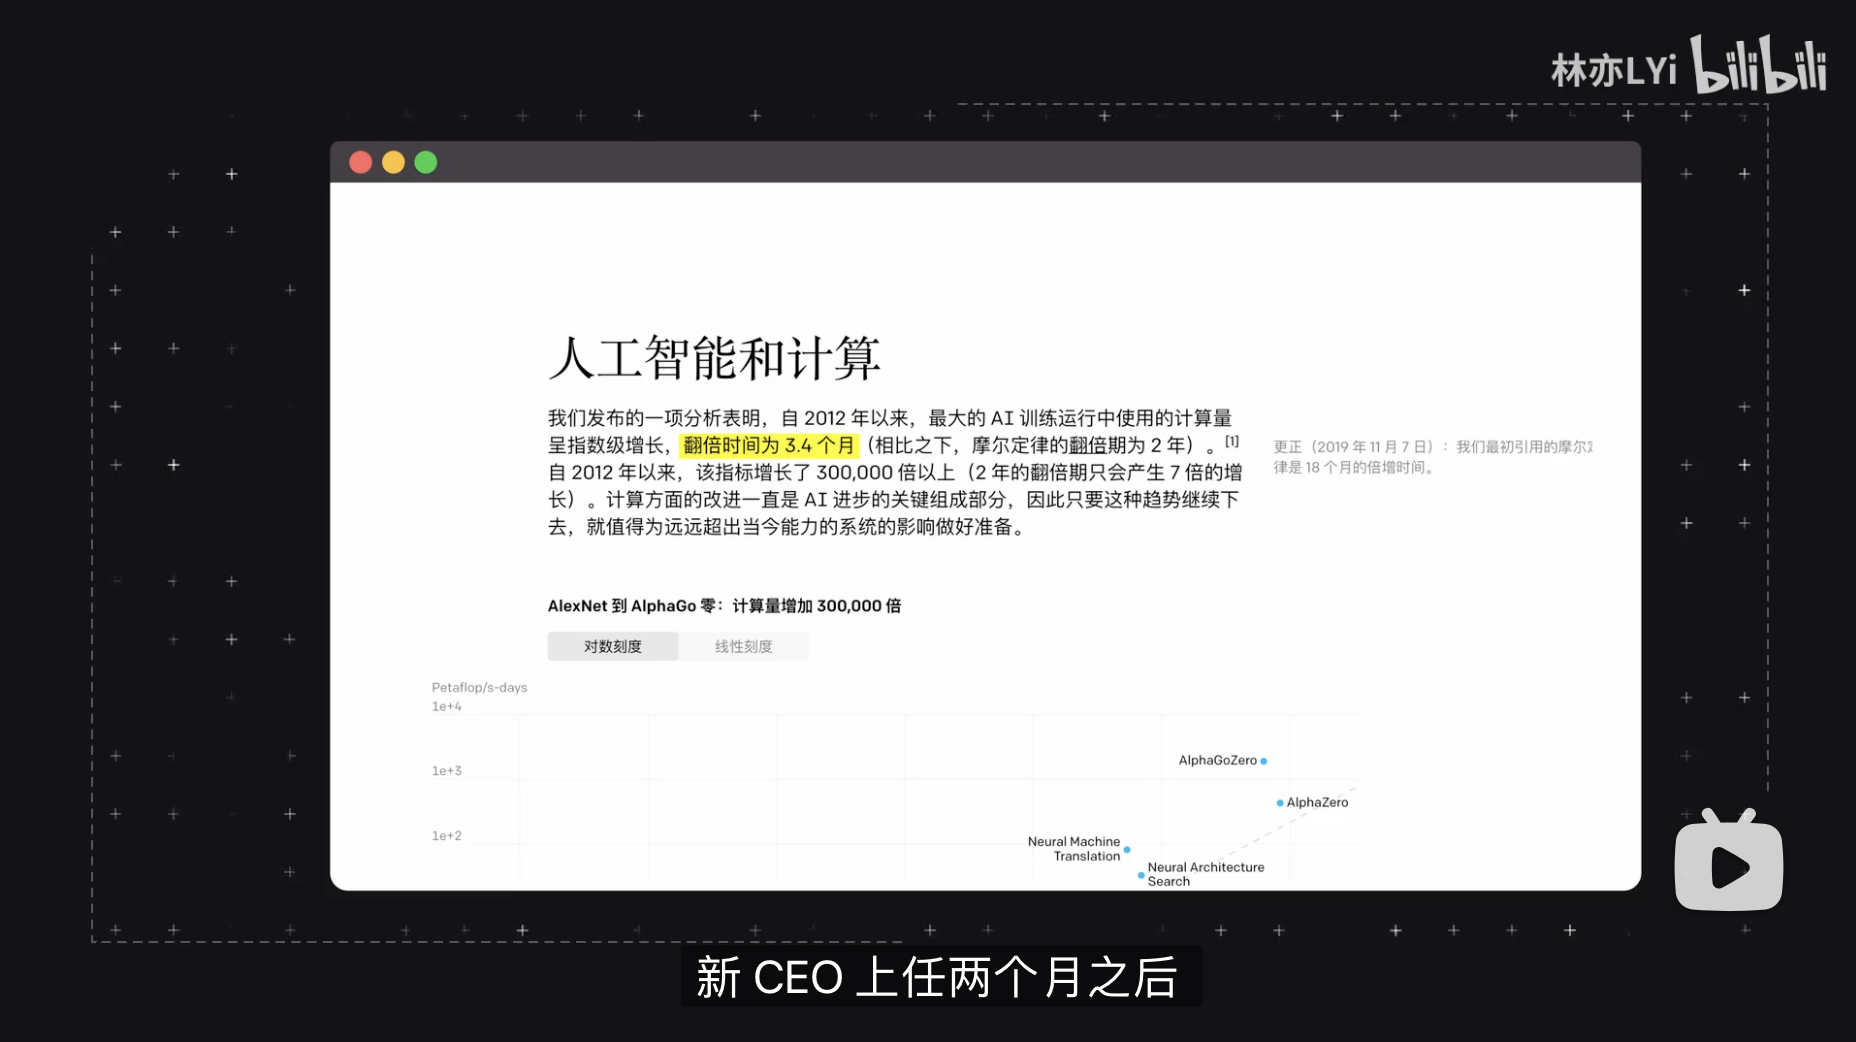 林亦LYi bilibili
人工智能和计算
我们发布的一项分析表明，自 2012 年以来，最大的 AI 训练运行中使用的计算量
呈指数级增长，翻倍时间为 3.4 个月（相比之下，摩尔定律的翻倍期为 2 年）。[1]
自 2012 年以来，该指标增长了 300,000 倍以上（2 年的翻倍期只会产生 7 倍的增
长）。计算方面的改进一直是 AI 进步的关键组成部分，因此只要这种趋势继续下
去，就值得为远远超出当今能力的系统的影响做好准备。
更正（2019 年 11 月 7 日）：我们最初引用的摩尔定
律是 18 个月的倍增时间。
AlexNet 到 AlphaGo 零：计算量增加 300,000 倍
对数刻度 线性刻度
Petaflop/s-days
1e+4
AlphaGoZero
1e+3
AlphaZero
1e+2
Neural Machine
Translation
Neural Architecture
Search
新 CEO 上任两个月之后